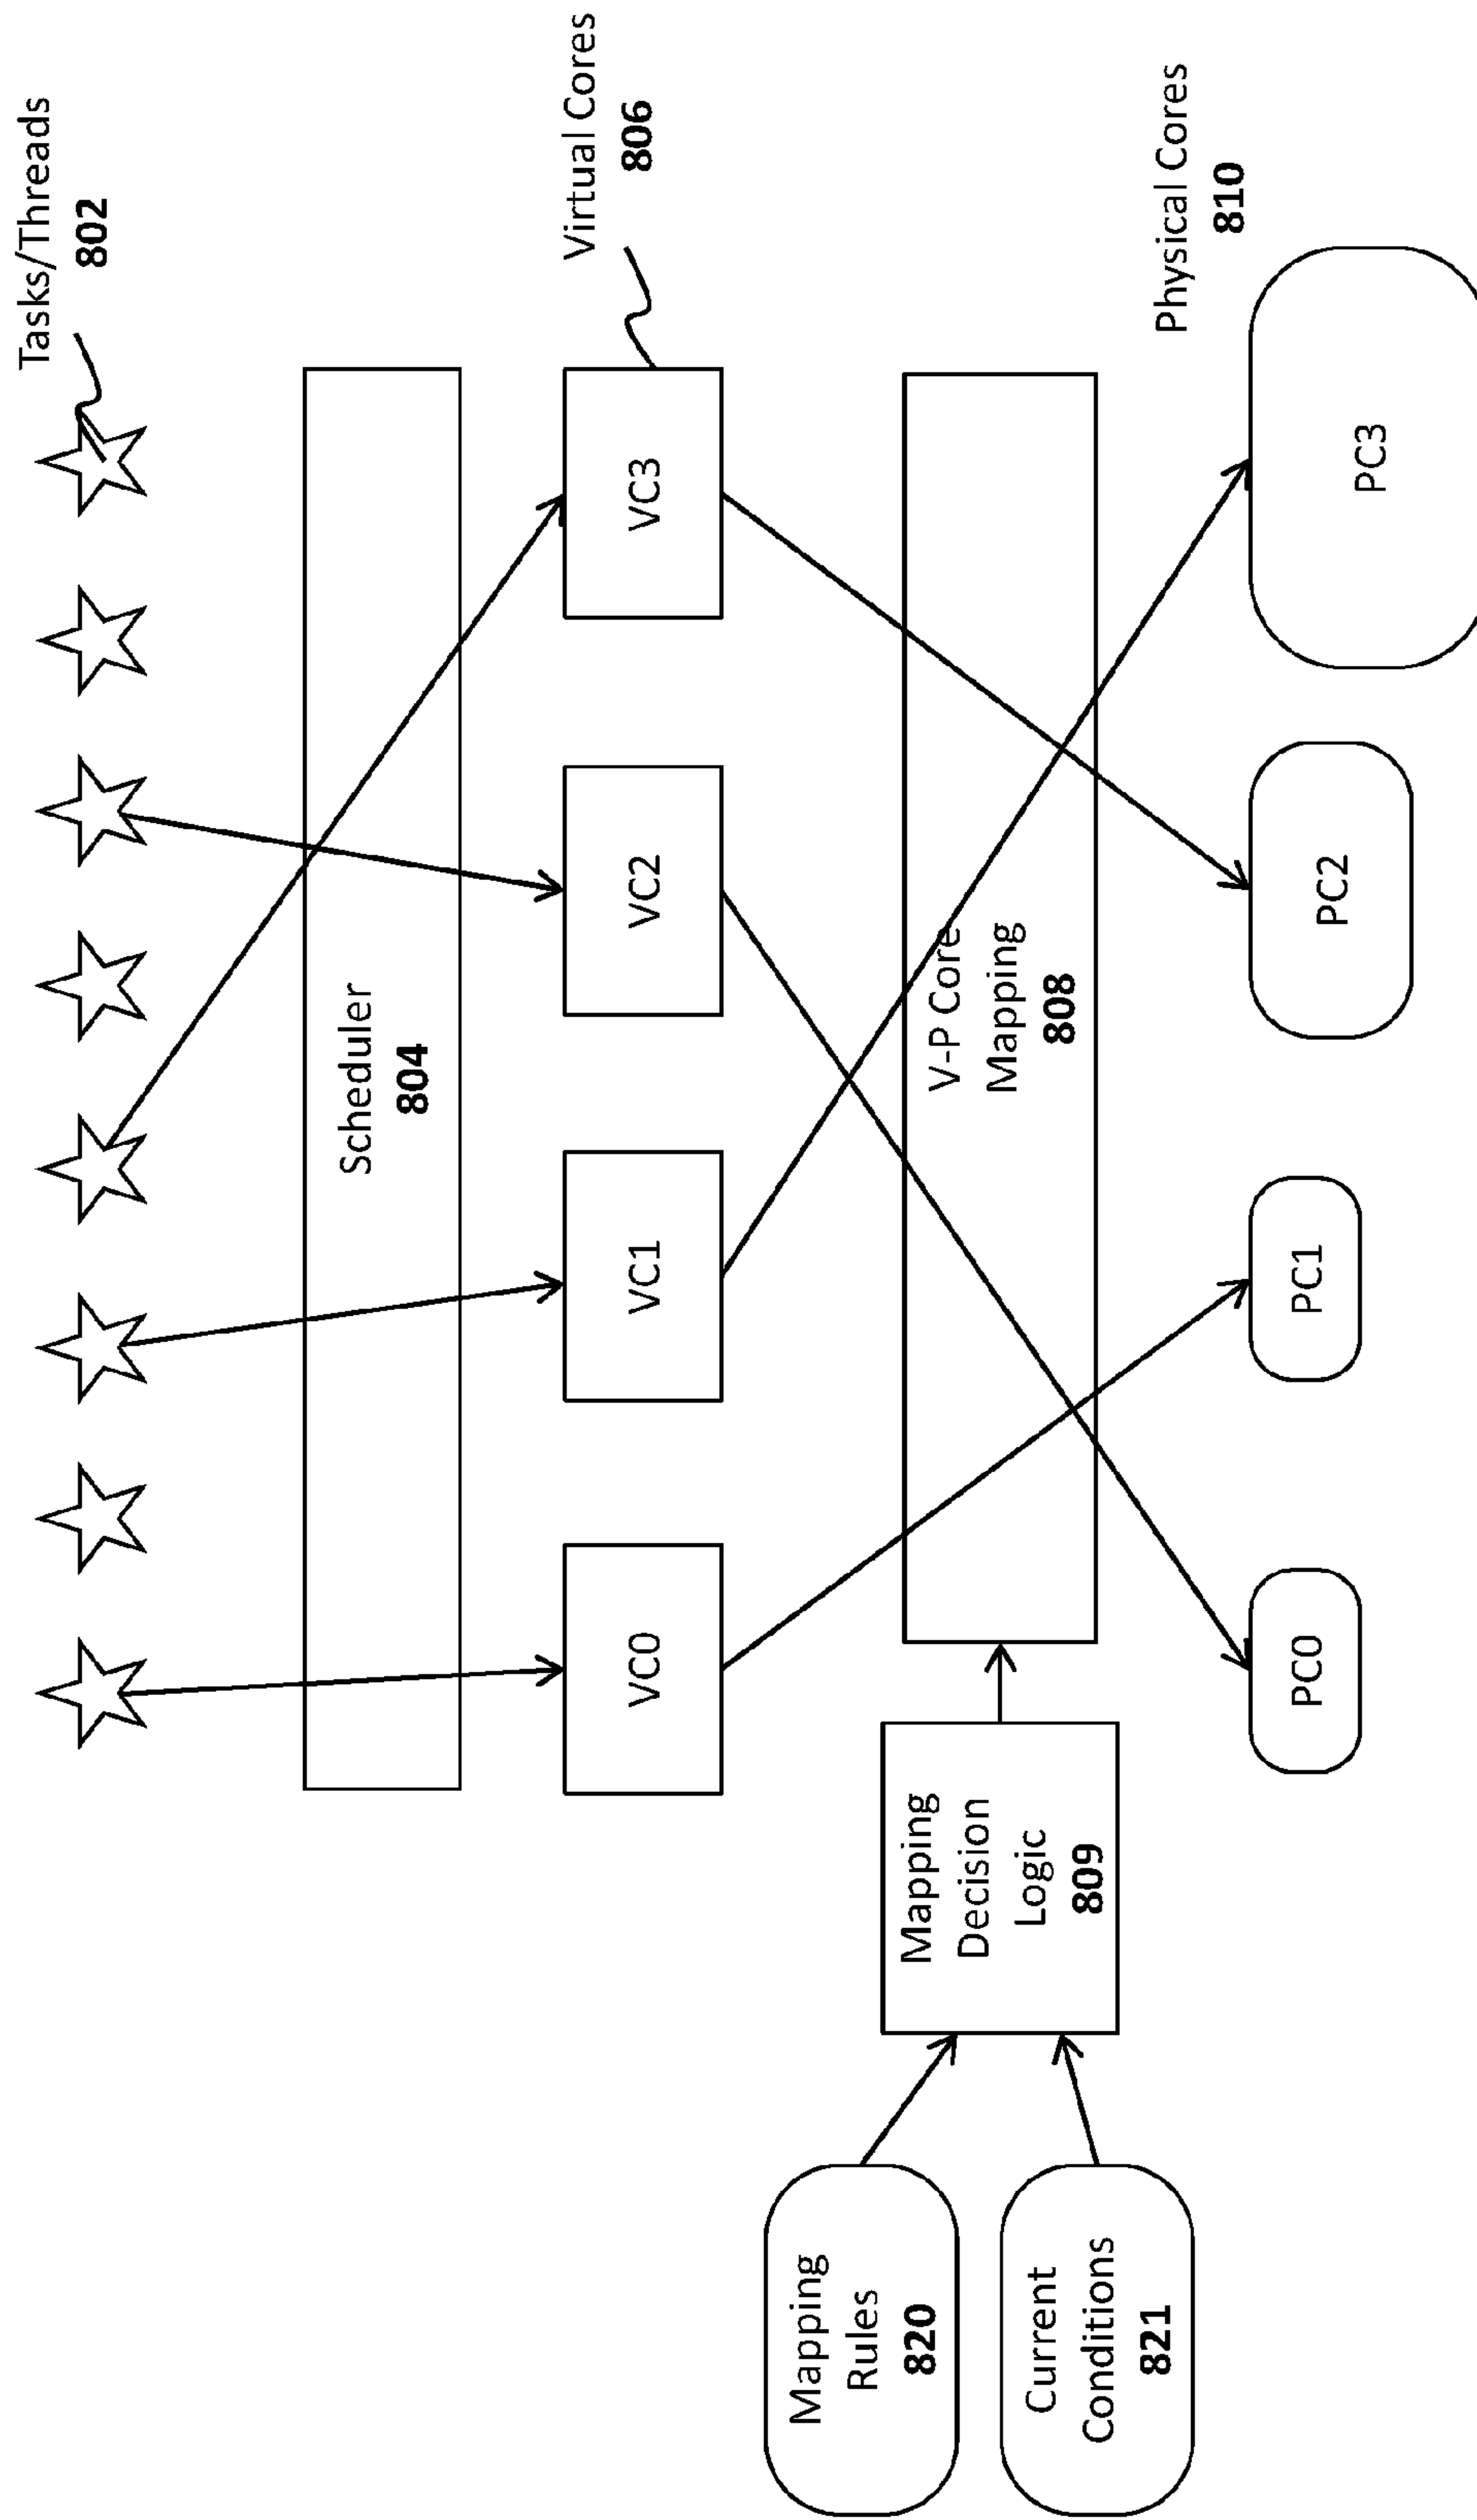 Tasks/Threads
802
Scheduler
804
Virtual Cores
806
VC0
VC1
VC2
VC3
Mapping
Rules
820
Current
Conditions
821
Mapping
Decision
Logic
809
V-P Core
Mapping
808
Physical Cores
810
PC0
PC1
PC2
PC3